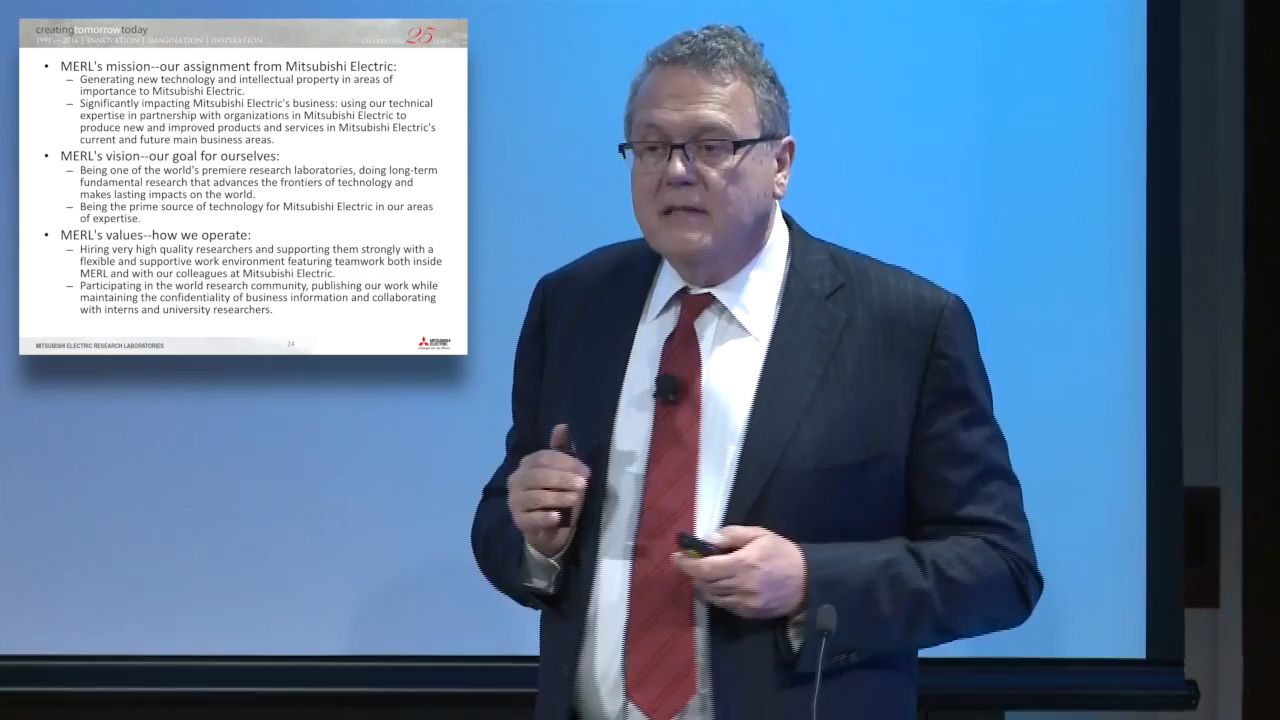 creatingtomorrowtoday
1991 — 2016 | INNOVATION | IMAGINATION | INSPIRATION
CELEBRATING 25 YEARS
• MERL's mission--our assignment from Mitsubishi Electric:
– Generating new technology and intellectual property in areas of
importance to Mitsubishi Electric.
– Significantly impacting Mitsubishi Electric's business: using our technical
expertise in partnership with organizations in Mitsubishi Electric to
produce new and improved products and services in Mitsubishi Electric's
current and future main business areas.
• MERL's vision--our goal for ourselves:
– Being one of the world's premiere research laboratories, doing long-term
fundamental research that advances the frontiers of technology and
makes lasting impacts on the world.
– Being the prime source of technology for Mitsubishi Electric in our areas
of expertise.
• MERL's values--how we operate:
– Hiring very high quality researchers and supporting them strongly with a
flexible and supportive work environment featuring teamwork both inside
MERL and with our colleagues at Mitsubishi Electric.
– Participating in the world research community, publishing our work while
maintaining the confidentiality of business information and collaborating
with interns and university researchers.
MITSUBISHI ELECTRIC RESEARCH LABORATORIES
24
MITSUBISHI
ELECTRIC
Changes for the Better